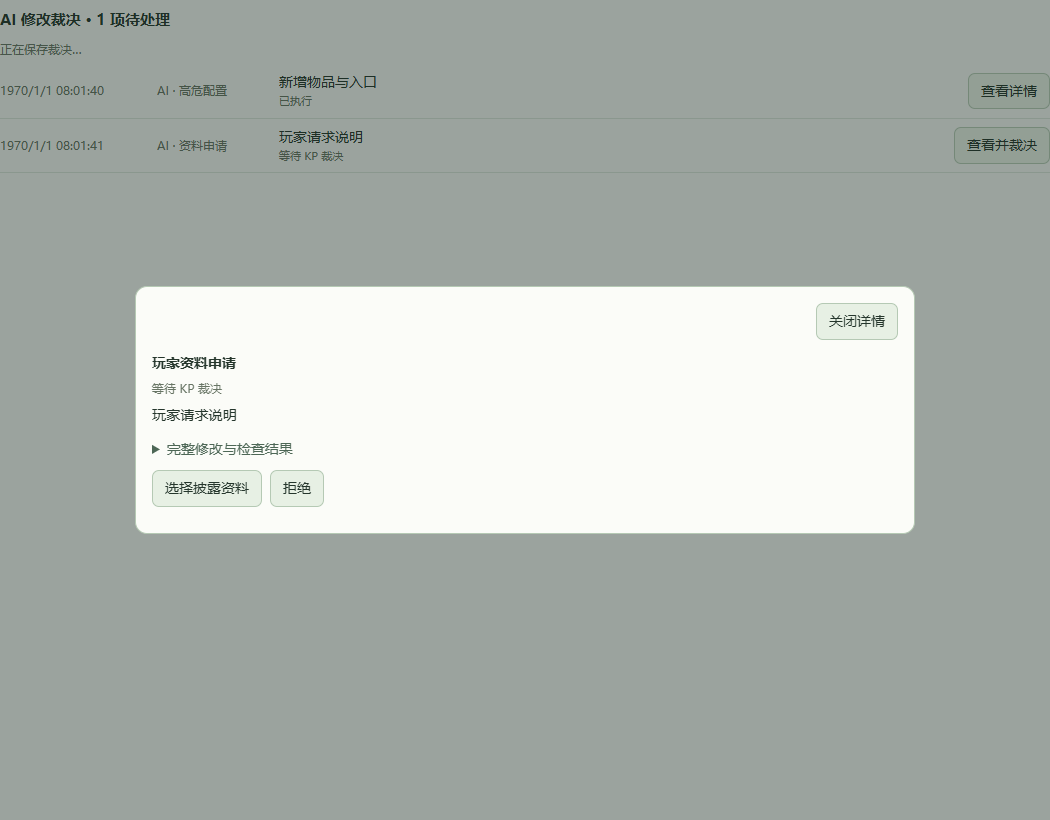 AI 修改裁决 • 1 项待处理
正在保存裁决...
1970/1/1 08:01:40 AI · 高危配置 新增物品与入口 查看详情
已执行
1970/1/1 08:01:41 AI · 资料申请 玩家请求说明 查看并裁决
等待 KP 裁决
关闭详情
玩家资料申请
等待 KP 裁决
玩家请求说明
▶ 完整修改与检查结果
选择披露资料 拒绝